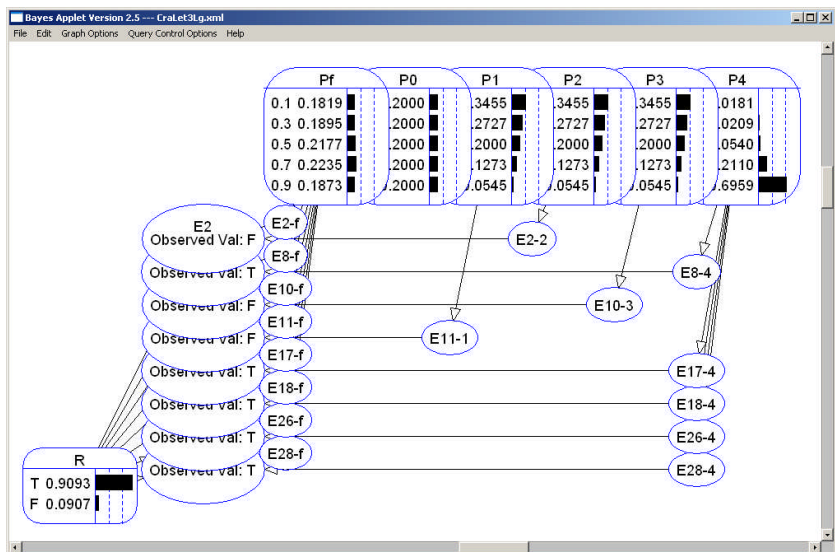 Bayes Applet Version 2.5 --- CraLet3Lg.xml
File Edit Graph Options Query Control Options Help
Pf P0 P1 P2 P3 P4
0.1 0.1819 .2000 .3455 .3455 .3455 .0181
0.3 0.1895 .2000 .2727 .2727 .2727 .0209
0.5 0.2177 .2000 .2000 .2000 .2000 .0540
0.7 0.2235 .2000 .1273 .1273 .1273 .2110
0.9 0.1873 .2000 .0545 .0545 .0545 .6959
E2
Observed Val: F
E2-f
E2-2
E8-f
Observed Val: T
E8-4
E10-f
Observed Val: F
E10-3
E11-f
Observed Val: F
E11-1
E17-f
Observed Val: T
E17-4
E18-f
Observed Val: T
E18-4
E26-f
Observed Val: T
E26-4
E28-f
Observed Val: T
E28-4
R
T 0.9093
F 0.0907